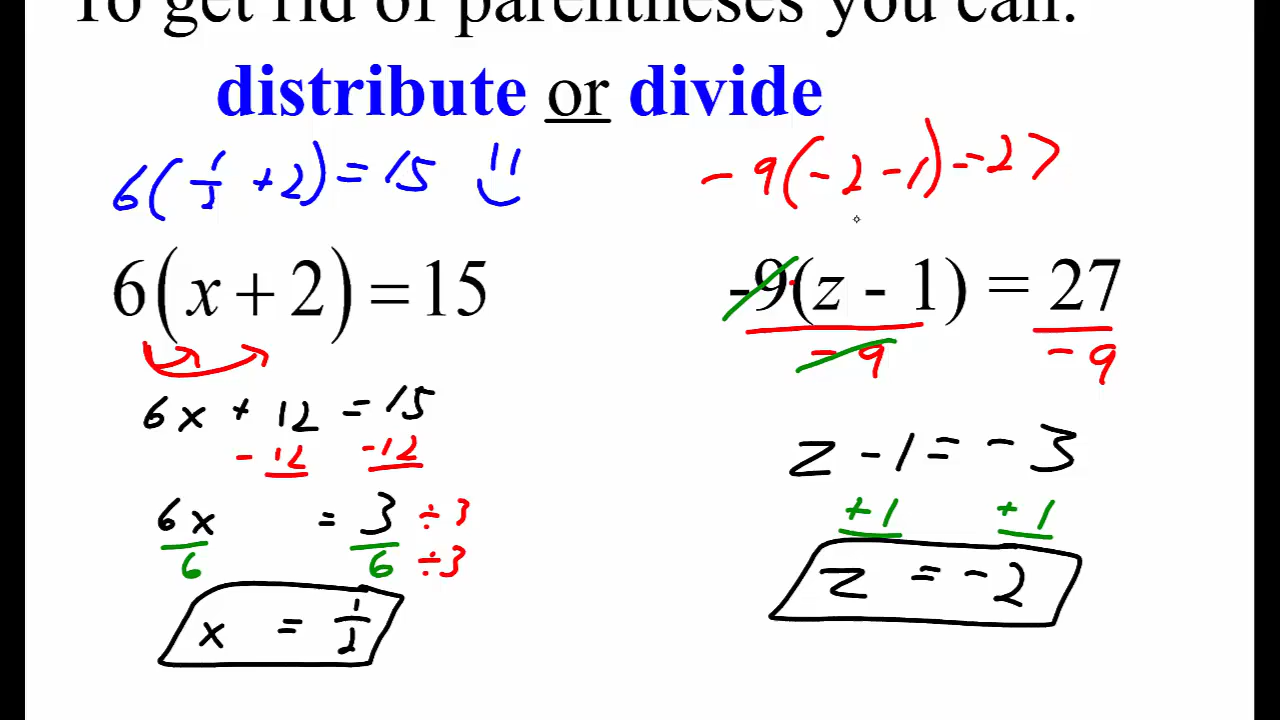 To get rid of parentheses you can:
distribute or divide
6(1/2 + 2) = 15
-9(-2 - 1) = 27
6(x + 2) = 15
-9(z - 1) = 27
-9 -9
6x + 12 = 15
- 12 -12
z - 1 = - 3
6x = 3 ÷3
6 6 ÷3
+1 +1
z = -2
x = 1/2